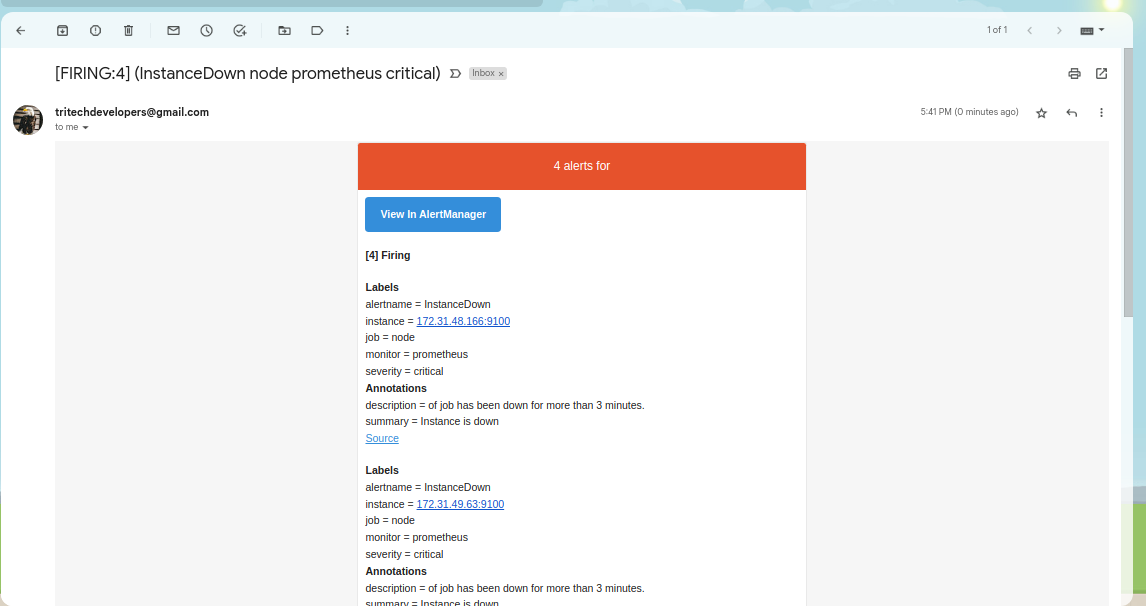 1 of 1
[FIRING:4] (InstanceDown node prometheus critical)
Inbox ×
tritechdevelopers@gmail.com
5:41 PM (0 minutes ago)
to me
4 alerts for
View In AlertManager
[4] Firing
Labels
alertname = InstanceDown
instance = 172.31.48.166:9100
job = node
monitor = prometheus
severity = critical
Annotations
description = of job has been down for more than 3 minutes.
summary = Instance is down
Source
Labels
alertname = InstanceDown
instance = 172.31.49.63:9100
job = node
monitor = prometheus
severity = critical
Annotations
description = of job has been down for more than 3 minutes.
summary = Instance is down